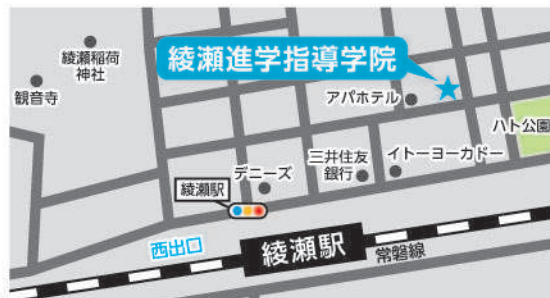 綾瀬稲荷
神社
観音寺
綾瀬進学指導学院
アパホテル
ハト公園
デニーズ
三井住友
銀行
イトーヨーカドー
綾瀬駅
西出口
綾瀬駅
常磐線